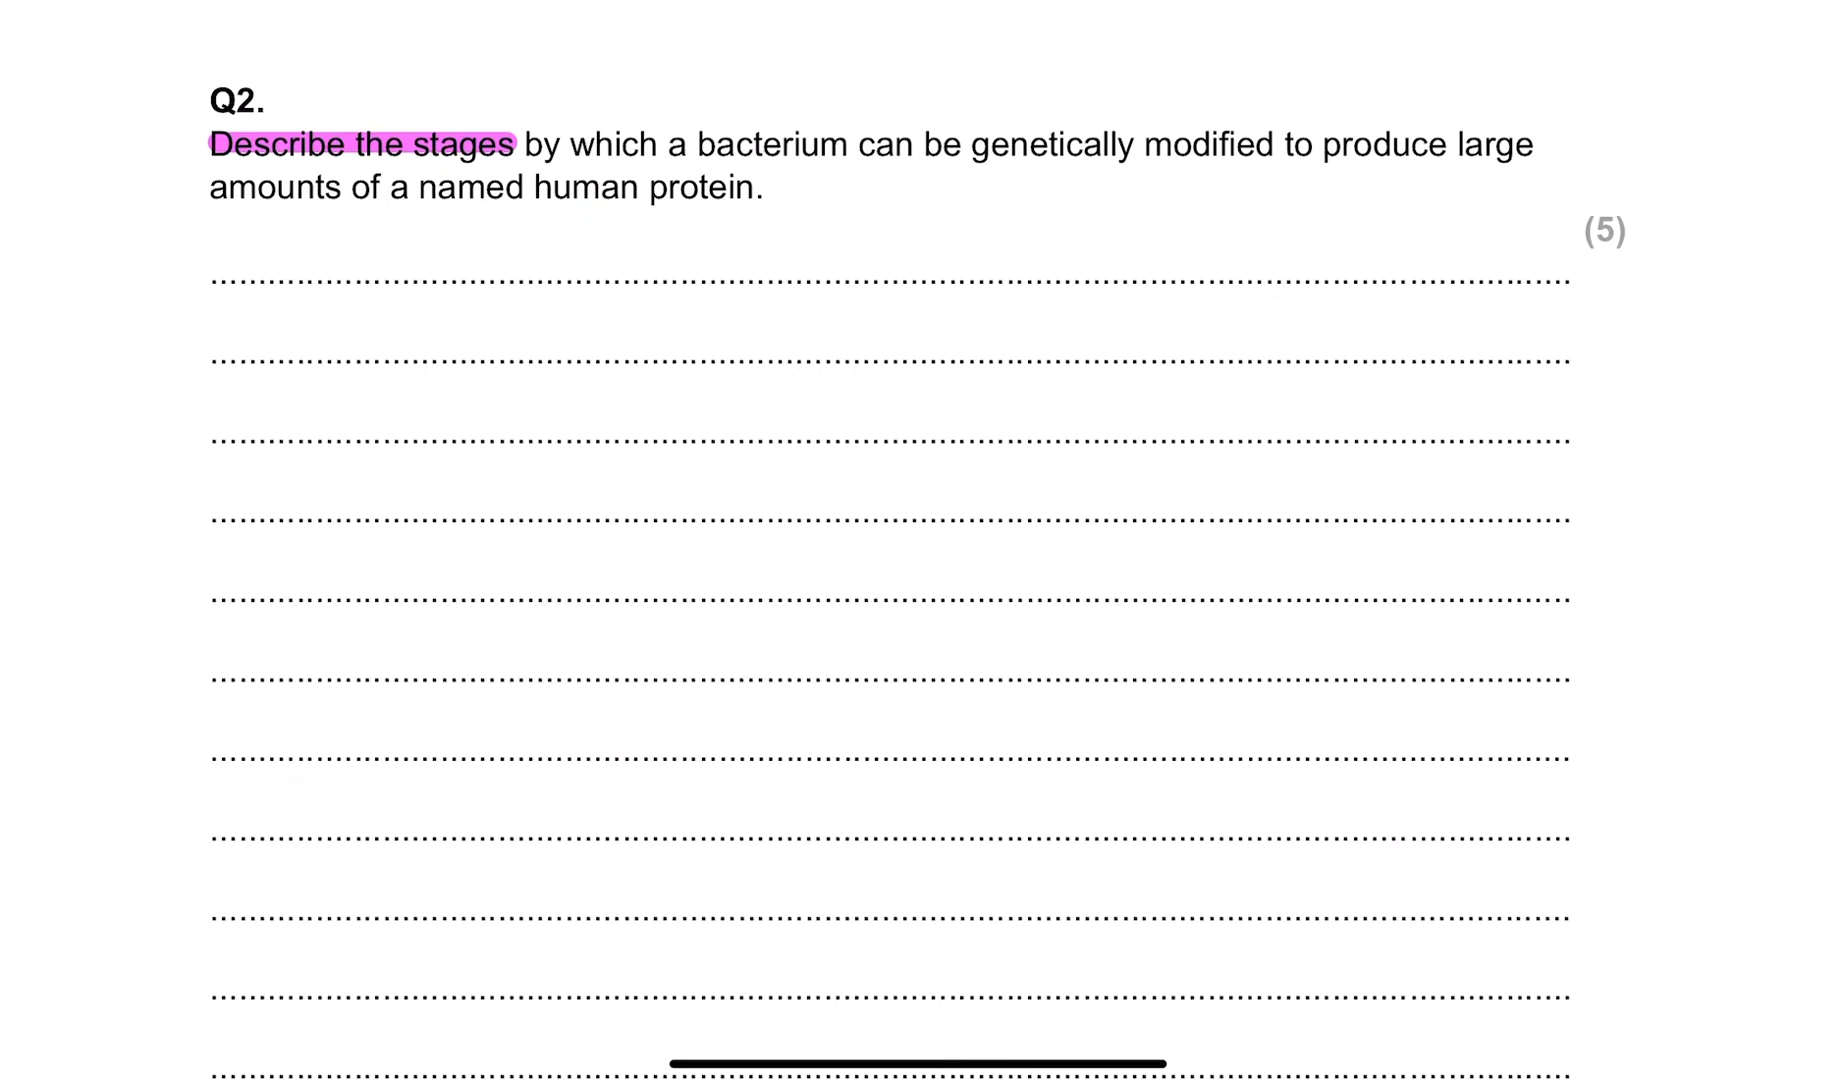 Q2.
Describe the stages by which a bacterium can be genetically modified to produce large
amounts of a named human protein.
(5)